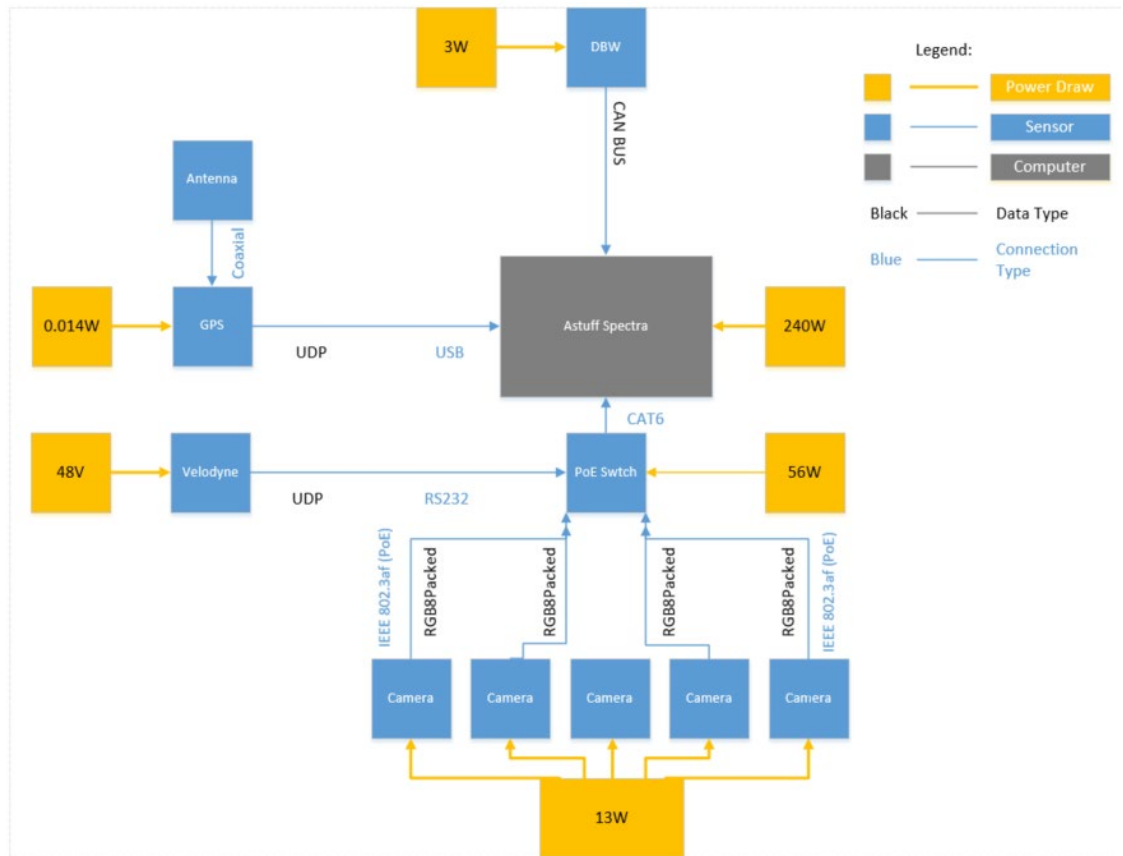 3W
DBW
CAN BUS
Legend:
Power Draw
Sensor
Computer
Black
Data Type
Blue
Connection
Type
Antenna
Coaxial
0.014W
GPS
UDP
USB
Astuff Spectra
240W
CAT6
48V
Velodyne
UDP
RS232
PoE Swtch
56W
IEEE 802.3af (PoE)
RGB8Packed
RGB8Packed
RGB8Packed
RGB8Packed
IEEE 802.3af (PoE)
Camera
Camera
Camera
Camera
Camera
13W